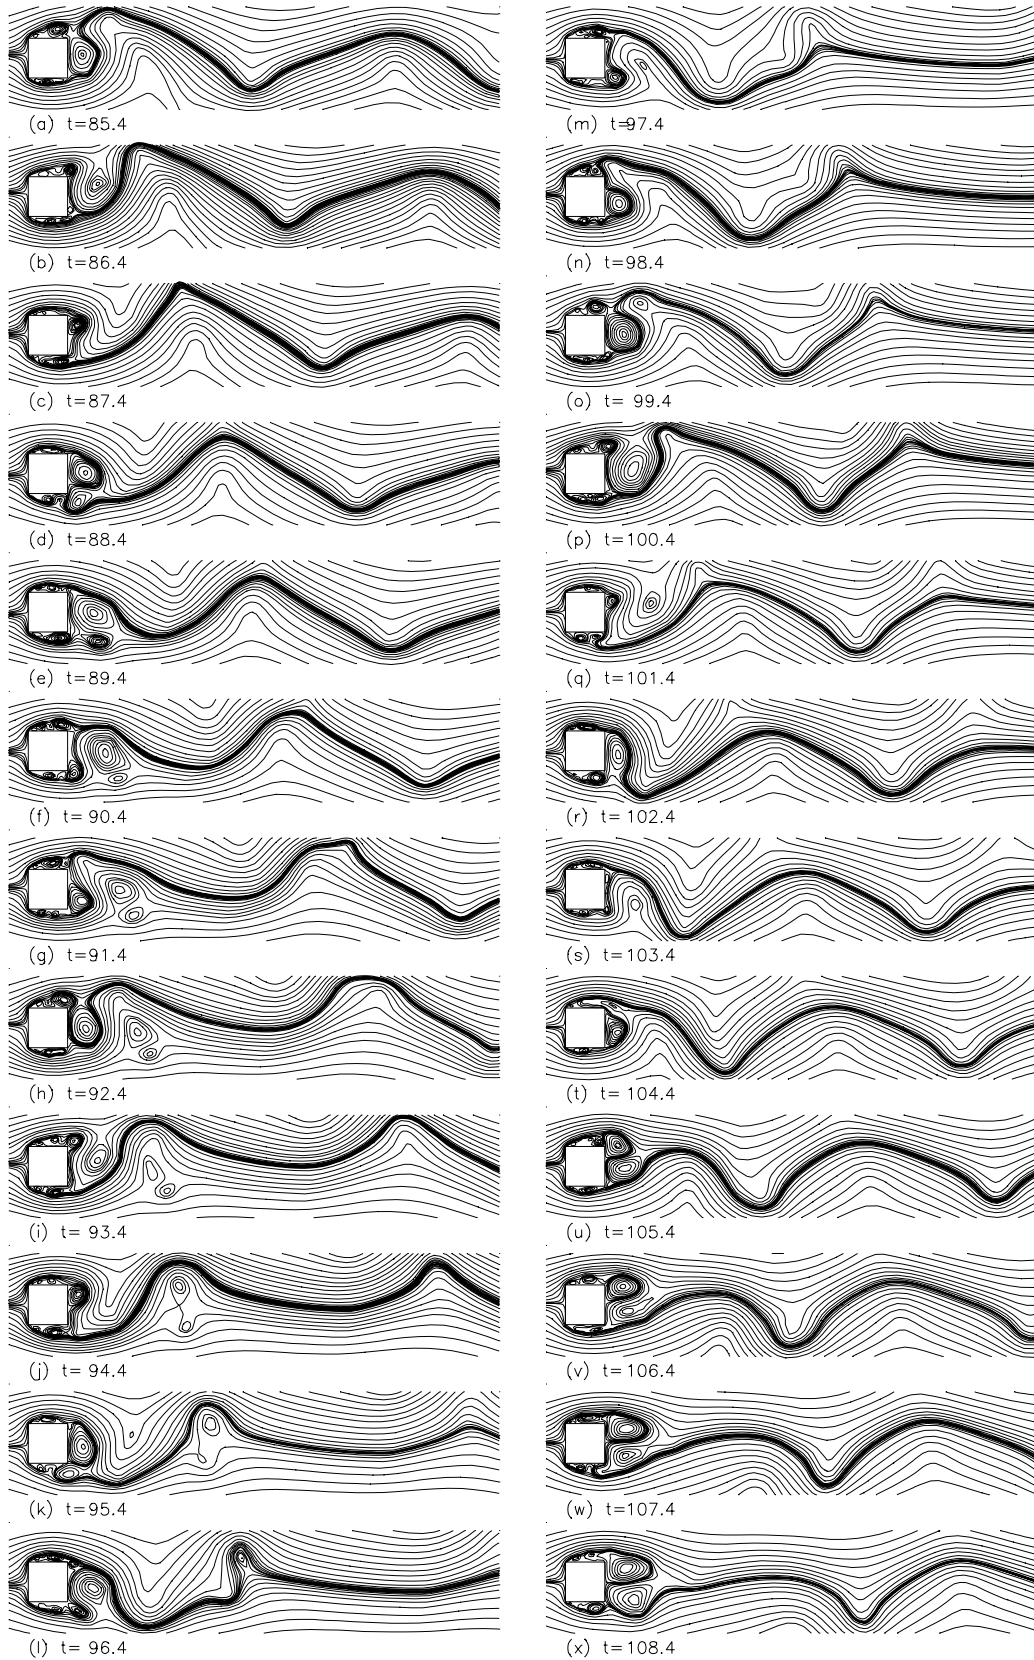 (a) t=85.4
(b) t=86.4
(c) t=87.4
(d) t=88.4
(e) t=89.4
(f) t= 90.4
(g) t=91.4
(h) t=92.4
(i) t= 93.4
(j) t= 94.4
(k) t=95.4
(l) t= 96.4
(m) t=97.4
(n) t=98.4
(o) t= 99.4
(p) t=100.4
(q) t=101.4
(r) t= 102.4
(s) t=103.4
(t) t= 104.4
(u) t=105.4
(v) t=106.4
(w) t=107.4
(x) t=108.4